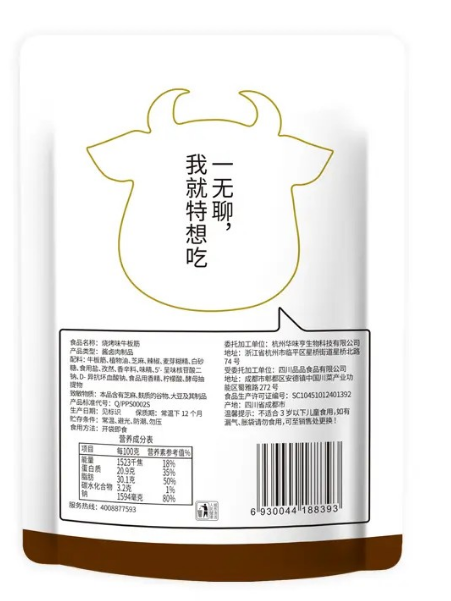 一无聊，
我就特想吃
食品名称：烧烤味牛板筋
产品类型：酱卤肉制品
配料：牛板筋，植物油，芝麻，辣椒，麦芽糊精，白砂
糖，食用盐，孜然，香辛料，味精，5'-呈味核苷酸二
钠，D-异抗坏血酸钠，食品用香精，柠檬酸，酵母抽
提物
致敏物质：本品含有芝麻，麸质的谷物，大豆及其制品
产品标准代号：Q/PPS0002S
生产日期：见标识 保质期：常温下12个月
贮存条件：常温，避光，防潮，勿压
食用方法：开袋即食
营养成分表
项目 每100克 营养素参考值%
能量 1523千焦 18%
蛋白质 20.9克 35%
脂肪 30.1克 50%
碳水化合物 3.2克 1%
钠 1594毫克 80%
服务热线：4008877593
委托加工单位：杭州华味亨生物科技有限公司
地址：浙江省杭州市临平区星桥街道星桥北路
74号
受委托加工单位：四川品品食品有限公司
地址：成都市郫都区安德镇中国川菜产业功
能区蜀雅路272号
食品生产许可证编号：SC10451012401392
产地：四川省成都市
温馨提示：不适合3岁以下儿童食用，如有
漏气、胀袋请勿食用，可至销售处更换！
6 930044 188393